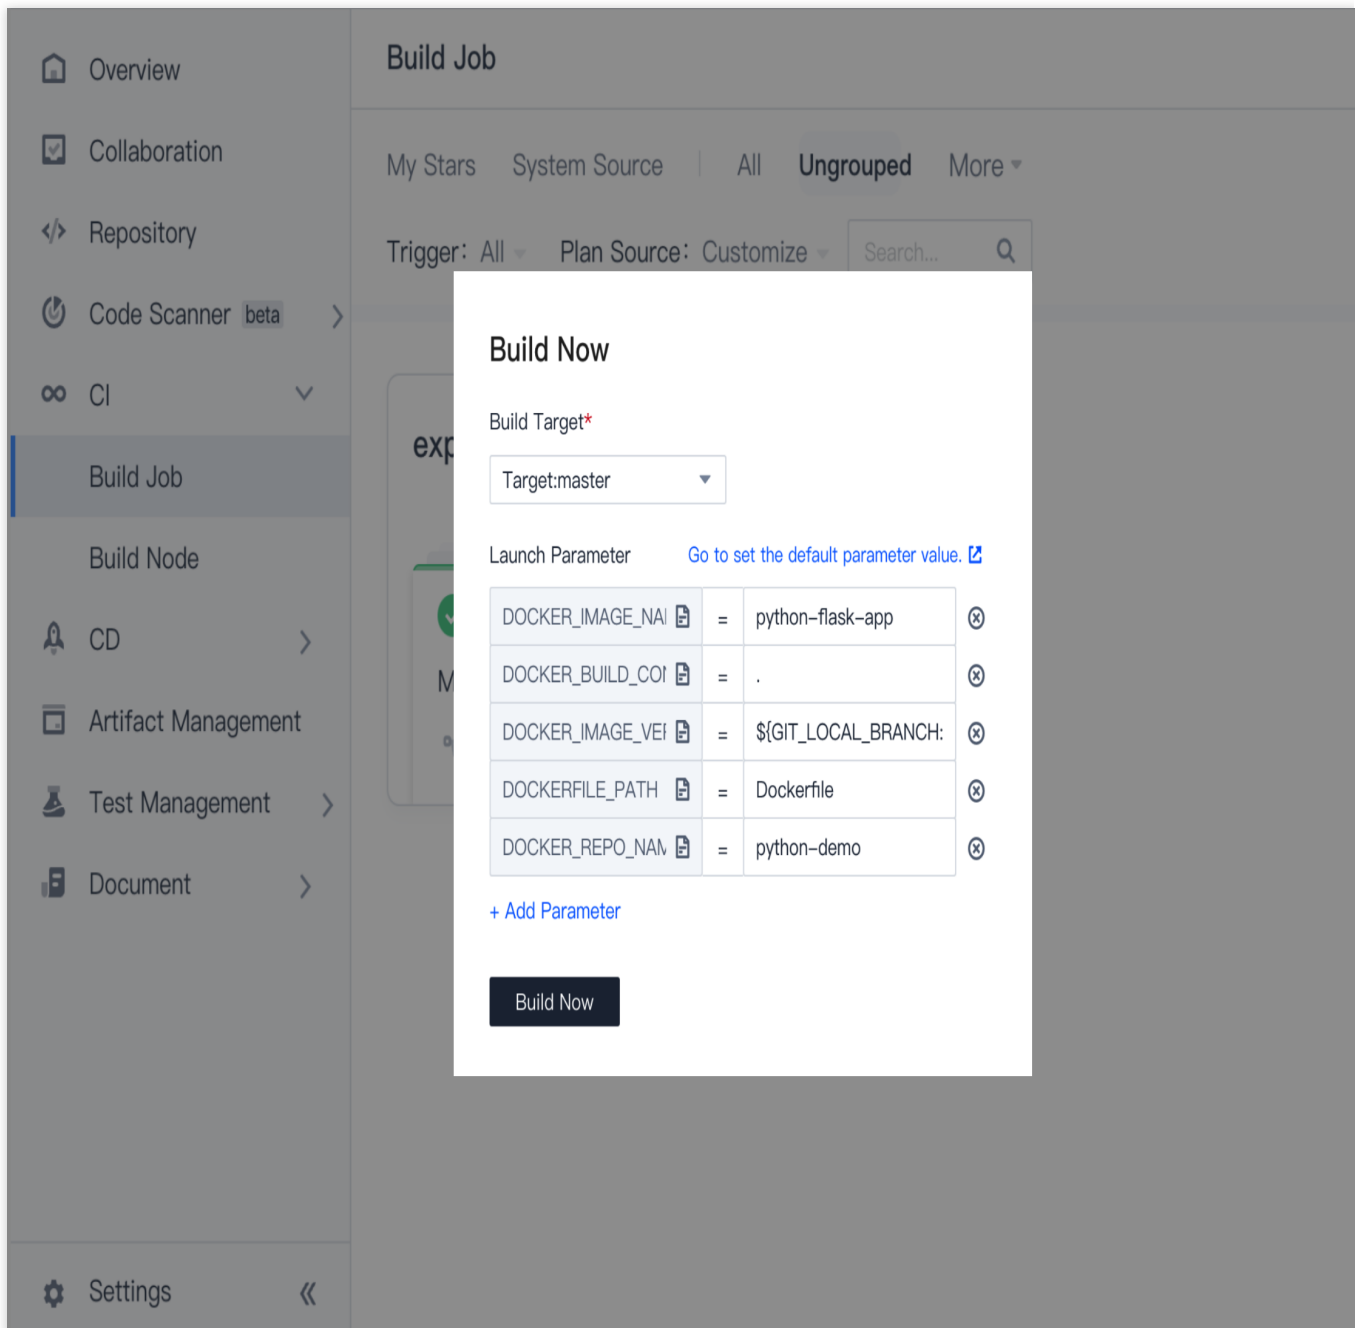 Overview
Collaboration
Repository
Code Scanner beta
CI
Build Job
Build Node
CD
Artifact Management
Test Management
Document
Settings
Build Job
My Stars System Source All Ungrouped More
Trigger: All Plan Source: Customize Search...
exp
M
Build Now
Build Target*
Target:master
Launch Parameter Go to set the default parameter value.
DOCKER_IMAGE_NA = python-flask-app
DOCKER_BUILD_CO = .
DOCKER_IMAGE_VE = ${GIT_LOCAL_BRANCH:
DOCKERFILE_PATH = Dockerfile
DOCKER_REPO_NAM = python-demo
+ Add Parameter
Build Now